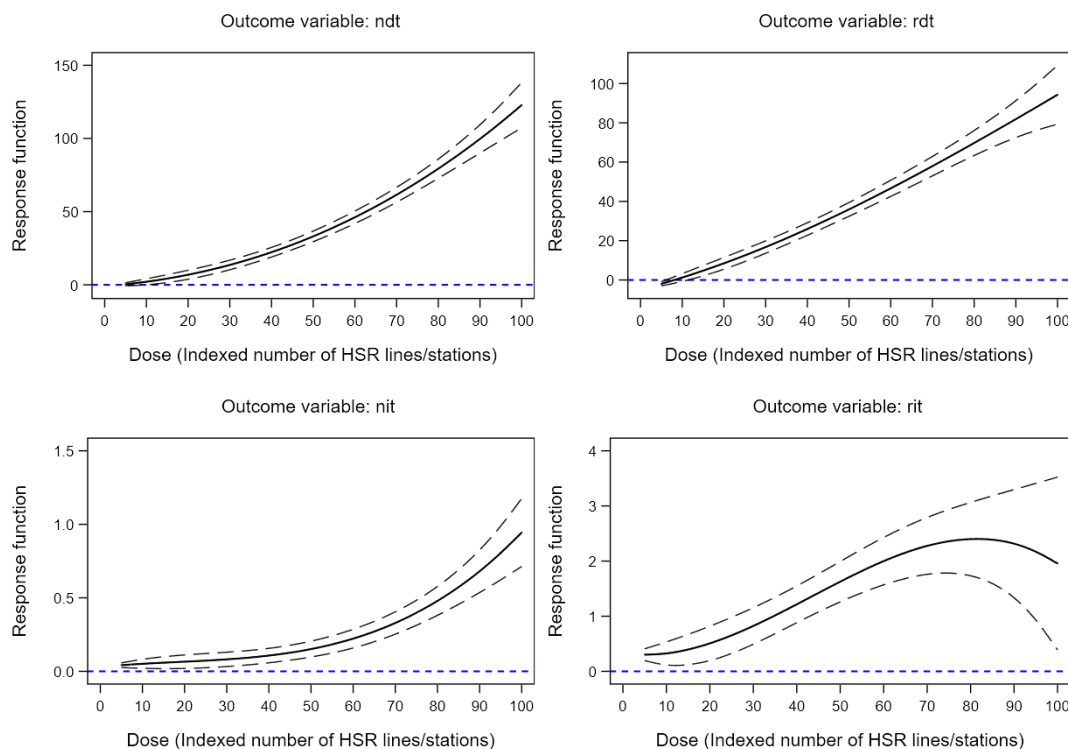 Outcome variable: ndt
Response function
150
100
50
0
0 10 20 30 40 50 60 70 80 90 100
Dose (Indexed number of HSR lines/stations)
Outcome variable: rdt
Response function
100
80
60
40
20
0
0 10 20 30 40 50 60 70 80 90 100
Dose (Indexed number of HSR lines/stations)
Outcome variable: nit
Response function
1.5
1.0
0.5
0.0
0 10 20 30 40 50 60 70 80 90 100
Dose (Indexed number of HSR lines/stations)
Outcome variable: rit
Response function
4
3
2
1
0
0 10 20 30 40 50 60 70 80 90 100
Dose (Indexed number of HSR lines/stations)